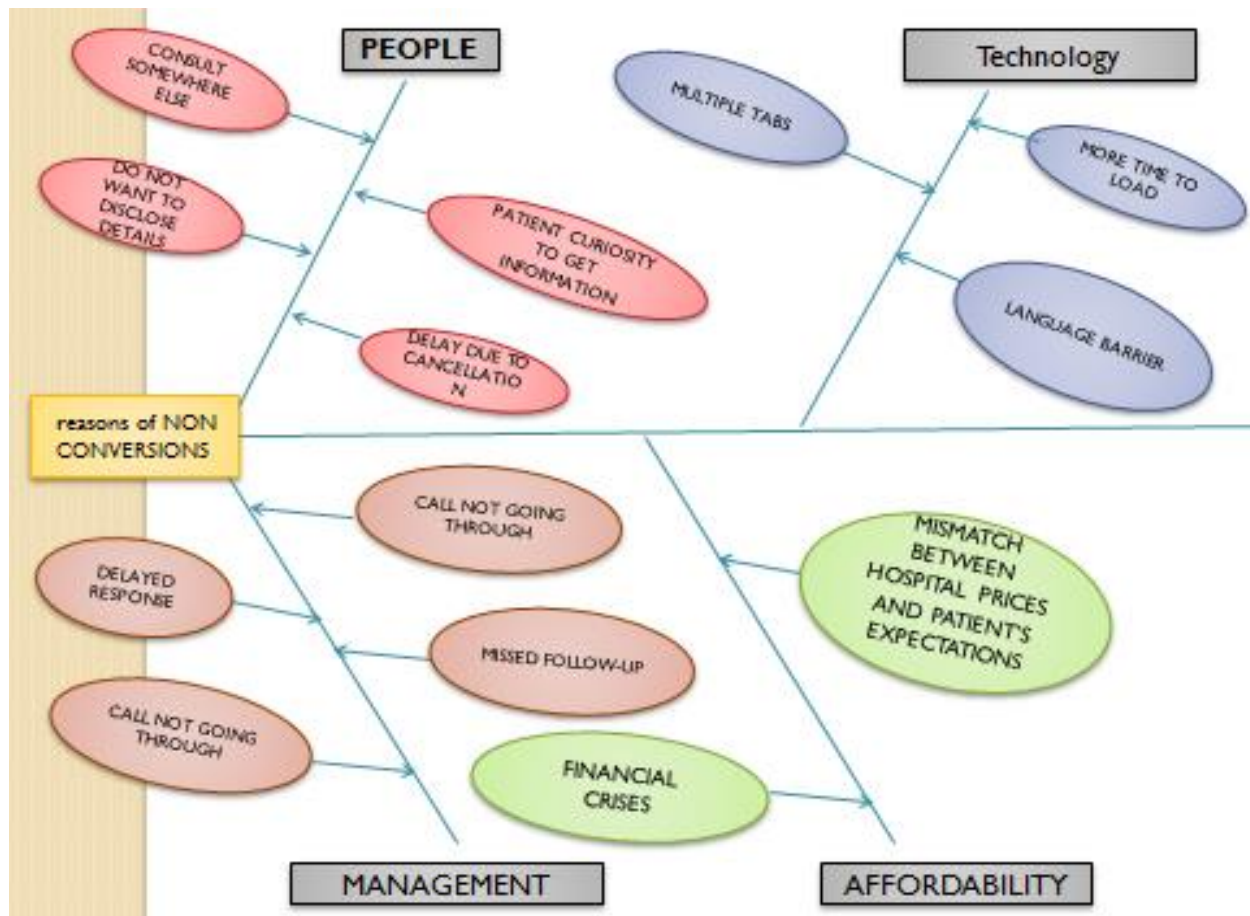 PEOPLE
Technology
CONSULT
SOMEWHERE
ELSE
MULTIPLE TABS
MORE TIME TO
LOAD
DO NOT
WANT TO
DISCLOSE
DETAILS
PATIENT CURIOSITY
TO GET
INFORMATION
LANGUAGE BARRIER
DELAY DUE TO
CANCELLATIO
N
reasons of NON
CONVERSIONS
CALL NOT GOING
THROUGH
MISMATCH
BETWEEN
HOSPITAL PRICES
AND PATIENT'S
EXPECTATIONS
DELAYED
RESPONSE
MISSED FOLLOW-UP
CALL NOT GOING
THROUGH
FINANCIAL
CRISES
MANAGEMENT
AFFORDABILITY